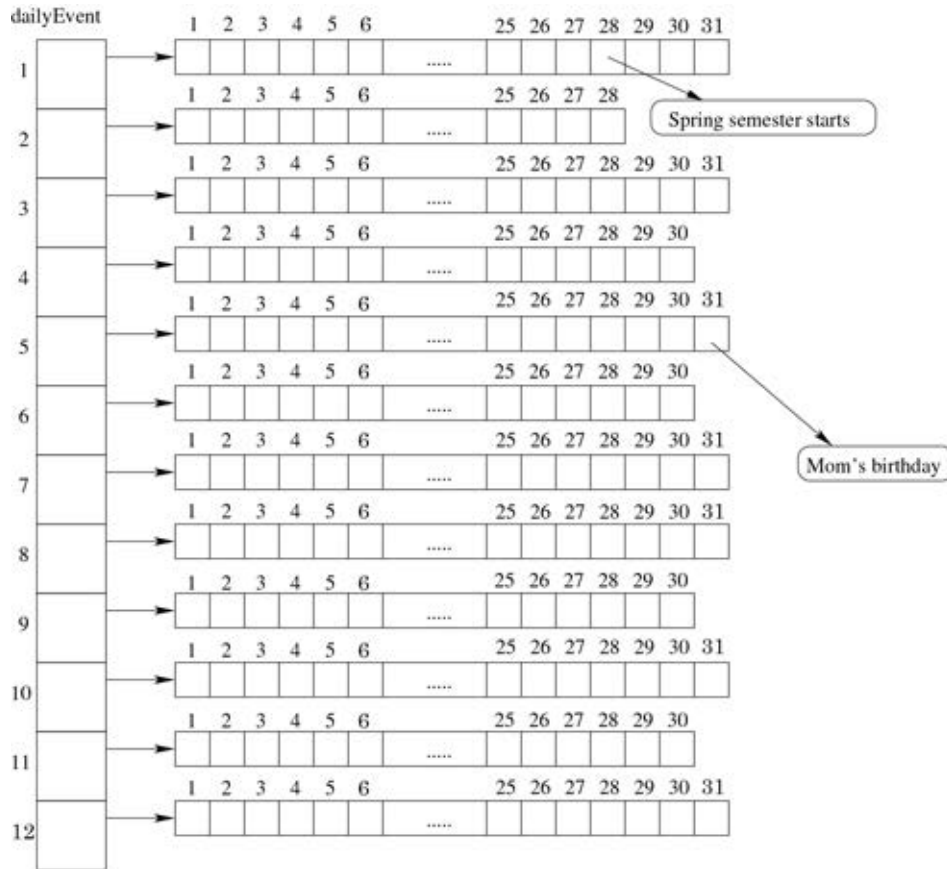 dailyEvent
1 2 3 4 5 6 25 26 27 28 29 30 31
1 .....
Spring semester starts
1 2 3 4 5 6 25 26 27 28
2 .....
1 2 3 4 5 6 25 26 27 28 29 30 31
3 .....
1 2 3 4 5 6 25 26 27 28 29 30
4 .....
1 2 3 4 5 6 25 26 27 28 29 30 31
5 .....
1 2 3 4 5 6 25 26 27 28 29 30
6 .....
1 2 3 4 5 6 25 26 27 28 29 30 31
Mom's birthday
7 .....
1 2 3 4 5 6 25 26 27 28 29 30 31
8 .....
1 2 3 4 5 6 25 26 27 28 29 30
9 .....
1 2 3 4 5 6 25 26 27 28 29 30 31
10 .....
1 2 3 4 5 6 25 26 27 28 29 30
11 .....
1 2 3 4 5 6 25 26 27 28 29 30 31
12 .....